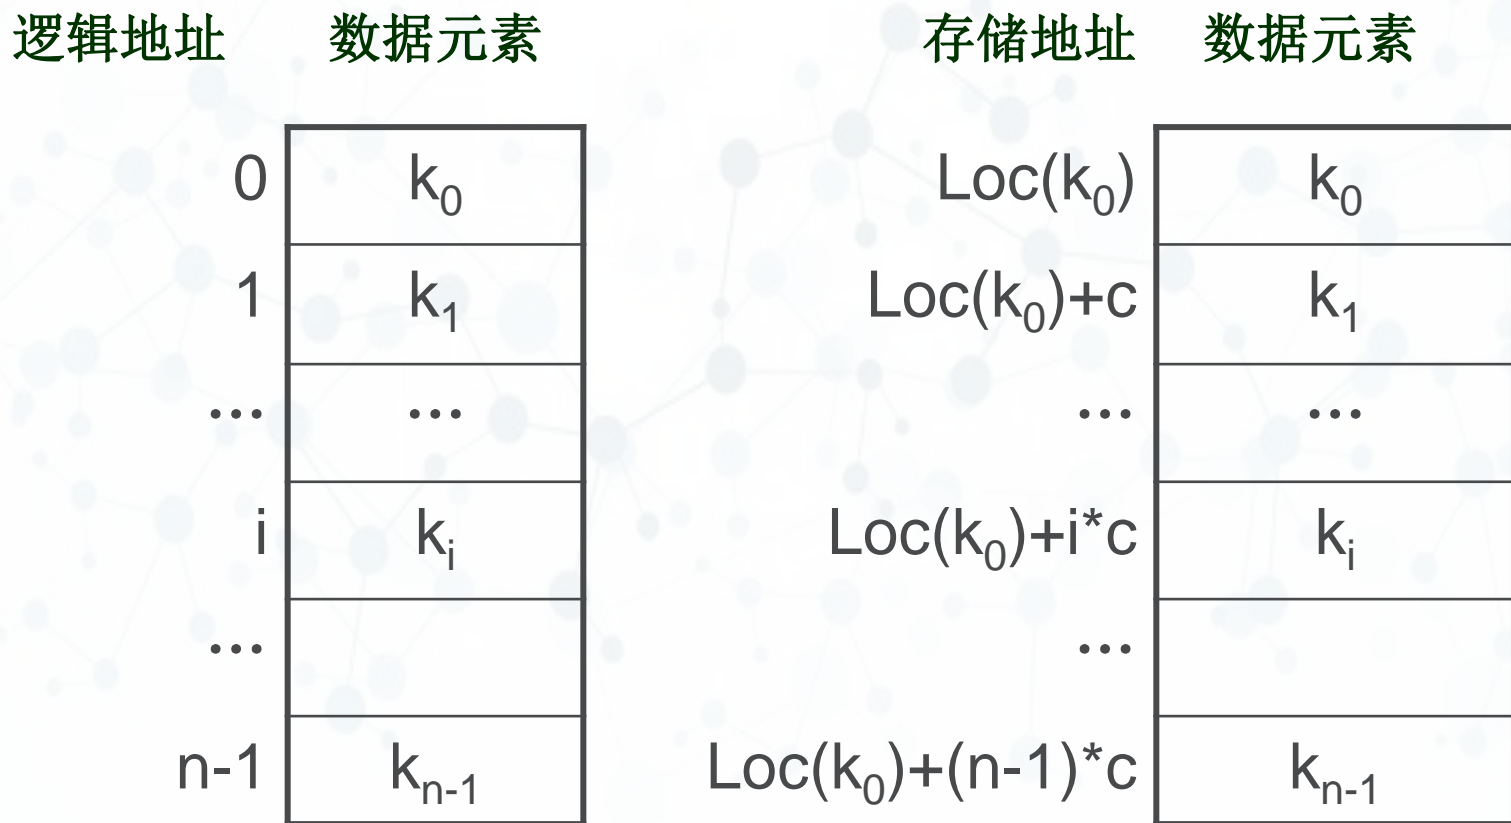 逻辑地址 数据元素 存储地址 数据元素
0 k₀ Loc(k₀) k₀
1 k₁ Loc(k₀)+c k₁
... ... ... ...
i kᵢ Loc(k₀)+i*c kᵢ
... ...
n-1 kₙ₋₁ Loc(k₀)+(n-1)*c kₙ₋₁